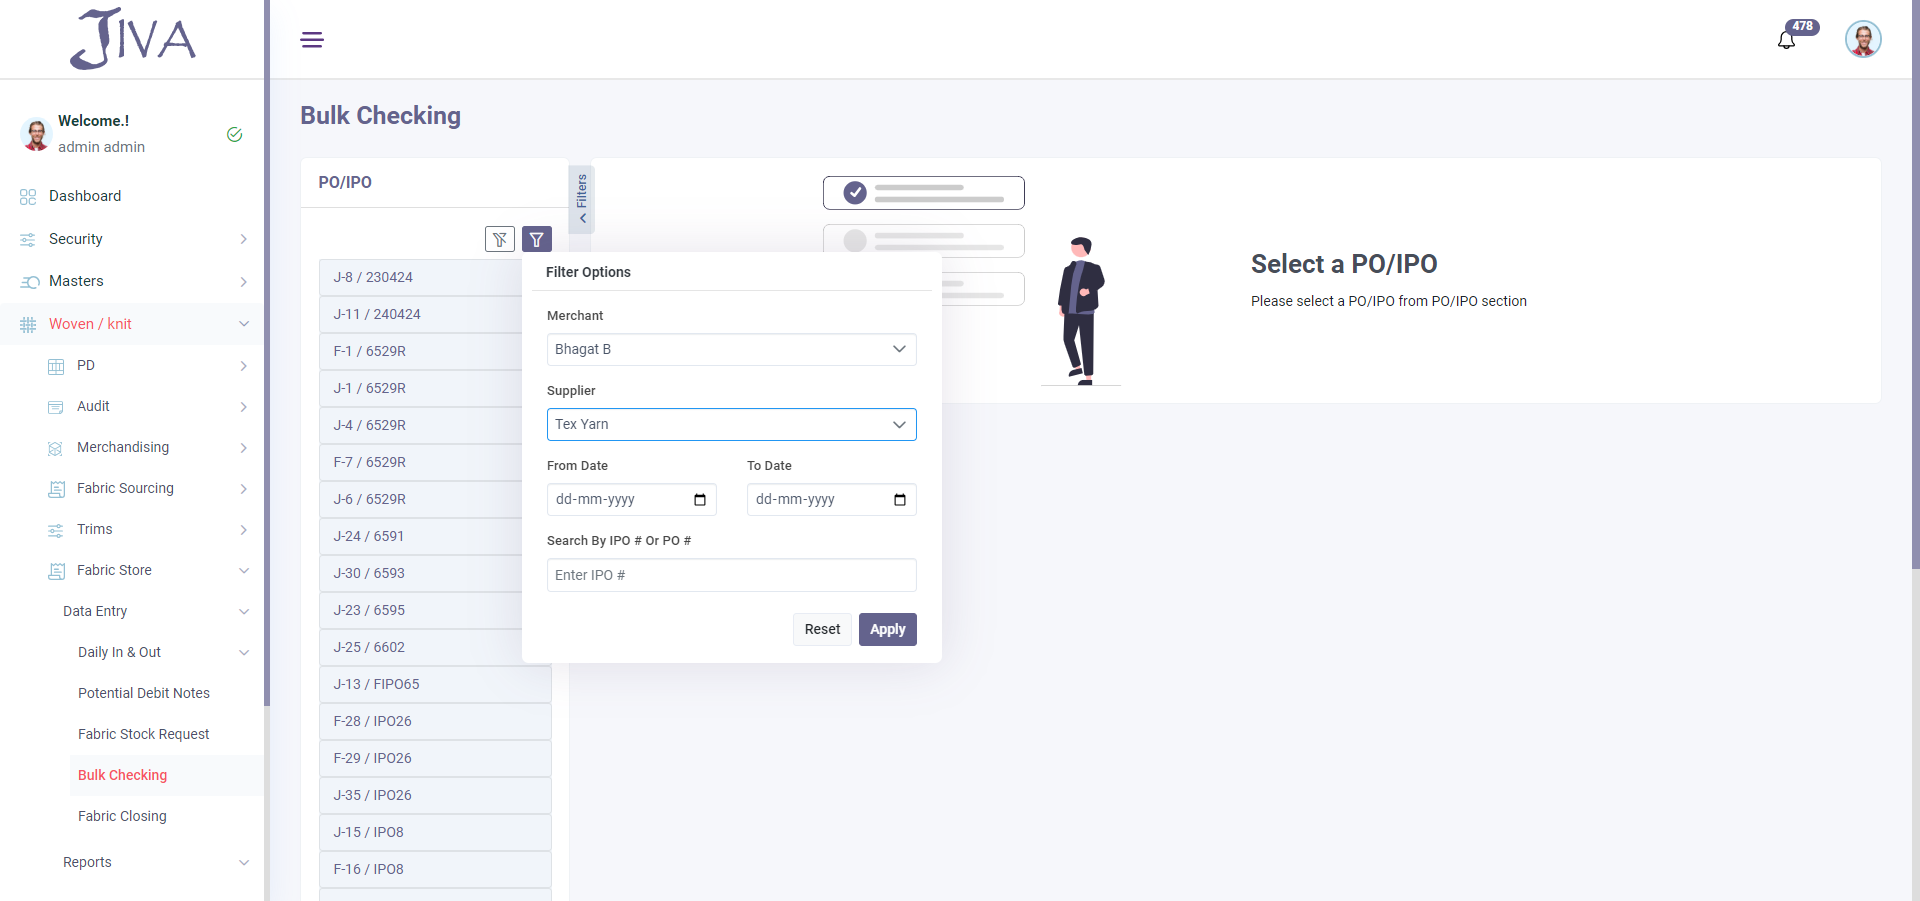 JIVA
478
Welcome.!
admin admin
Dashboard
Security
Masters
Woven / knit
PD
Audit
Merchandising
Fabric Sourcing
Trims
Fabric Store
Data Entry
Daily In & Out
Potential Debit Notes
Fabric Stock Request
Bulk Checking
Fabric Closing
Reports
Bulk Checking
PO/IPO
Filters
J-8 / 230424
J-11 / 240424
F-1 / 6529R
J-1 / 6529R
J-4 / 6529R
F-7 / 6529R
J-6 / 6529R
J-24 / 6591
J-30 / 6593
J-23 / 6595
J-25 / 6602
J-13 / FIPO65
F-28 / IPO26
F-29 / IPO26
J-35 / IPO26
J-15 / IPO8
F-16 / IPO8
Filter Options
Merchant
Bhagat B
Supplier
Tex Yarn
From Date
To Date
dd-mm-yyyy
dd-mm-yyyy
Search By IPO # Or PO #
Enter IPO #
Reset
Apply
Select a PO/IPO
Please select a PO/IPO from PO/IPO section